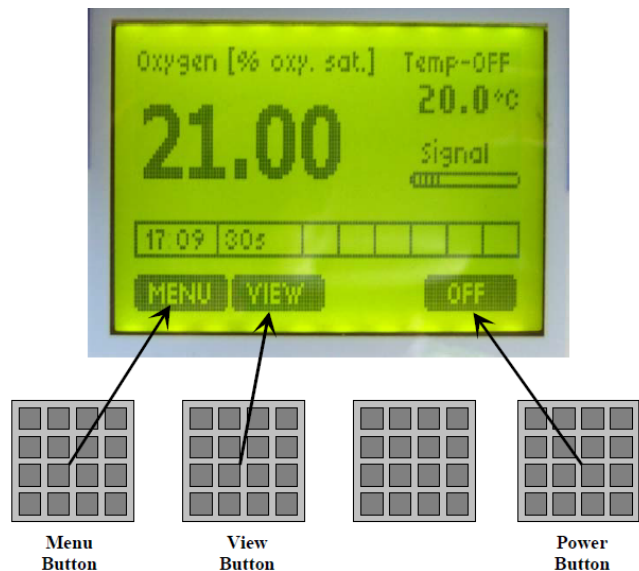 Oxygen [% oxy. sat.]
Temp-OFF
20.0°C
21.00
Signal
17:09 30s
MENU VIEW OFF
Menu
Button
View
Button
Power
Button